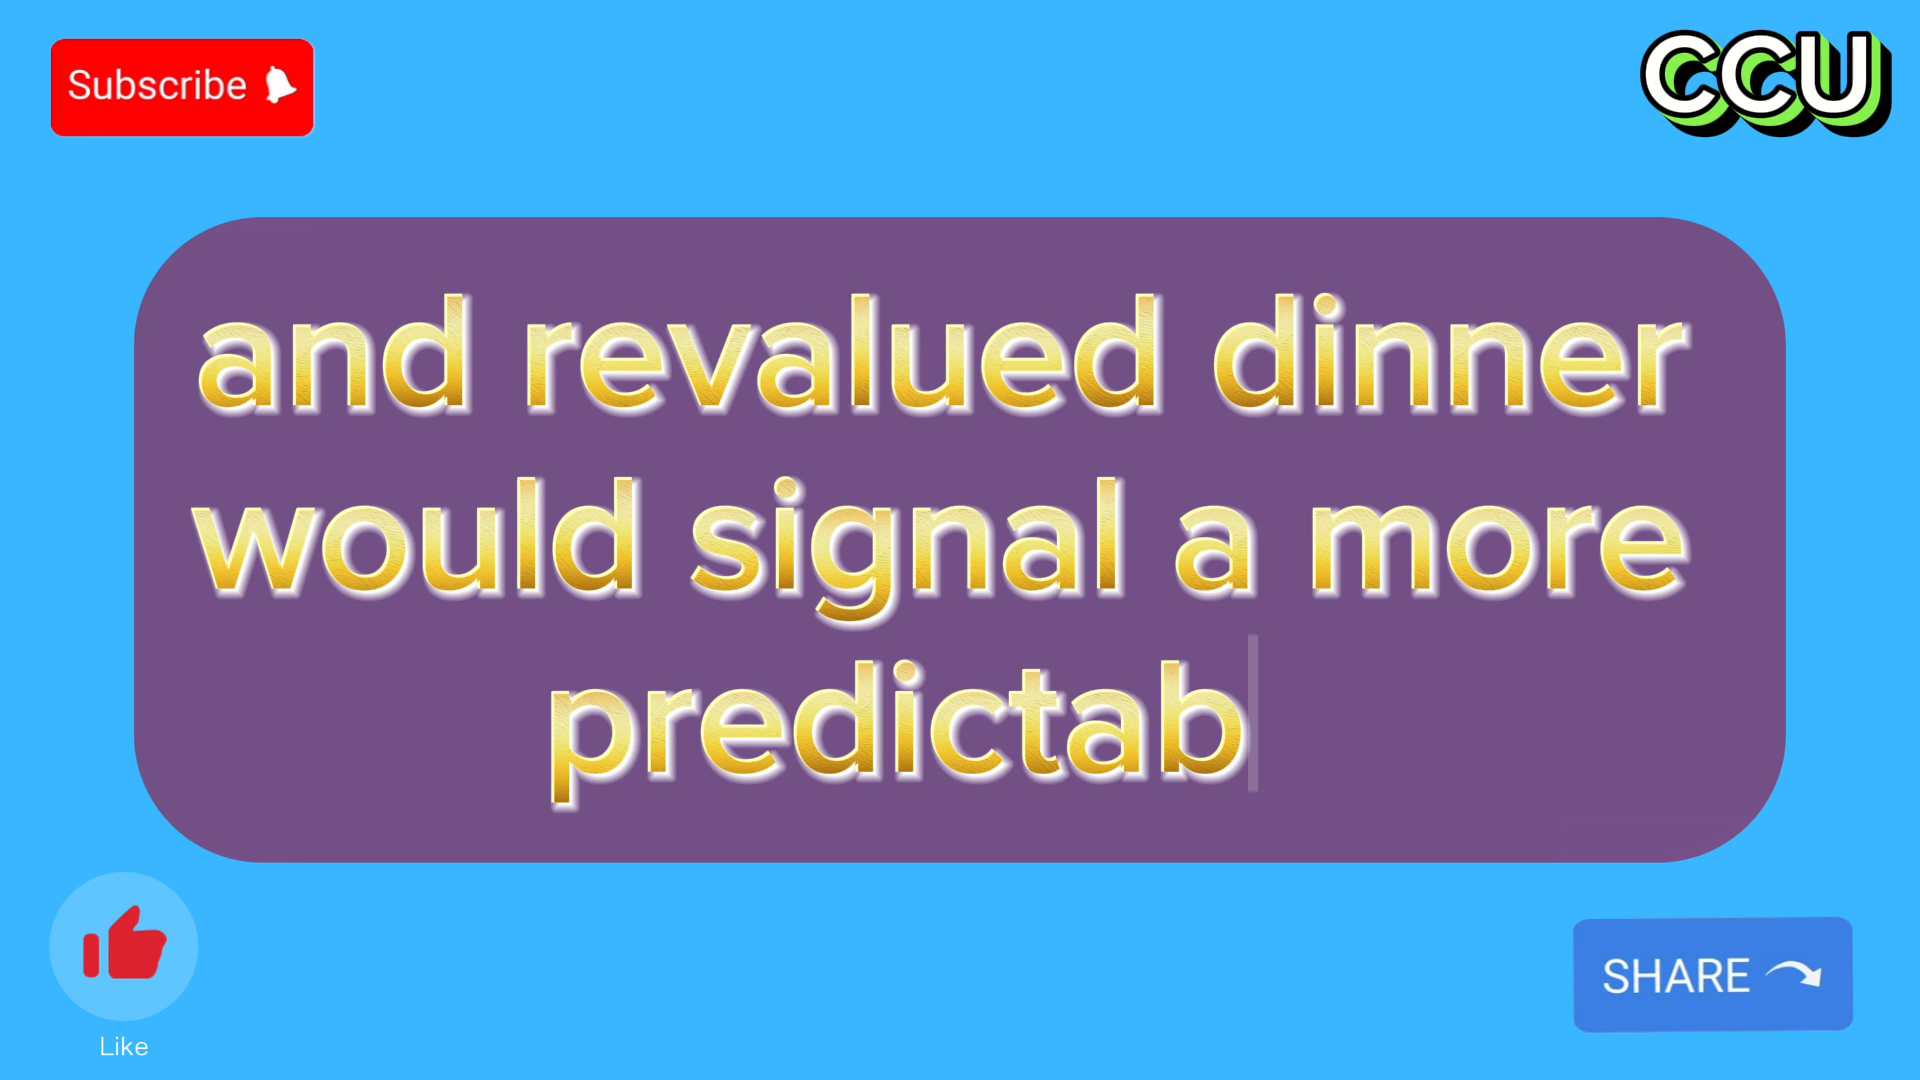 Subscribe
CCU
and revalued dinner
would signal a more
predictab
Like
SHARE